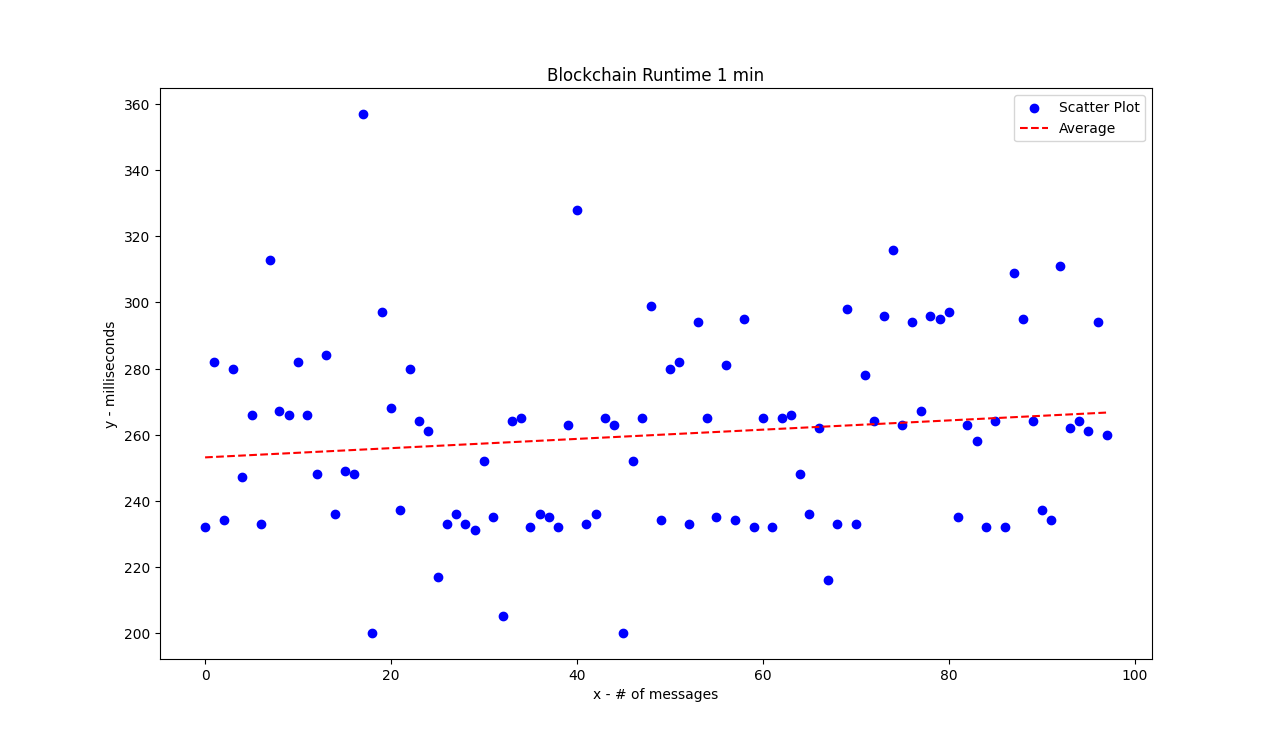 Blockchain Runtime 1 min
Scatter Plot
Average
360
340
320
300
280
260
240
220
200
y - milliseconds
0 20 40 60 80 100
x - # of messages